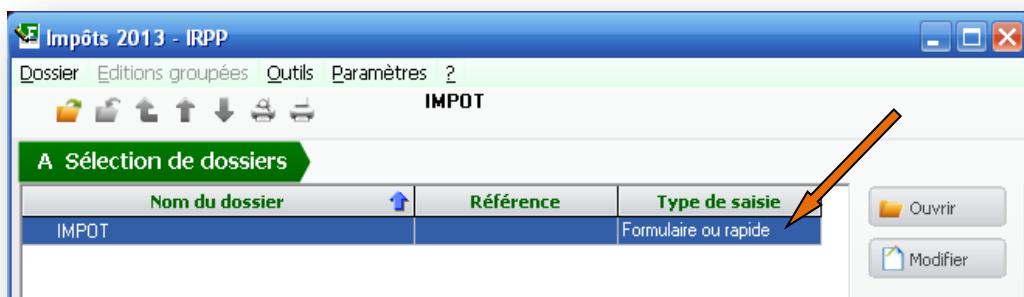 Impôts 2013 - IRPP
Dossier Editions groupées Outils Paramètres ?
IMPOT
A Sélection de dossiers
Nom du dossier Référence Type de saisie
IMPOT Formulaire ou rapide
Ouvrir
Modifier